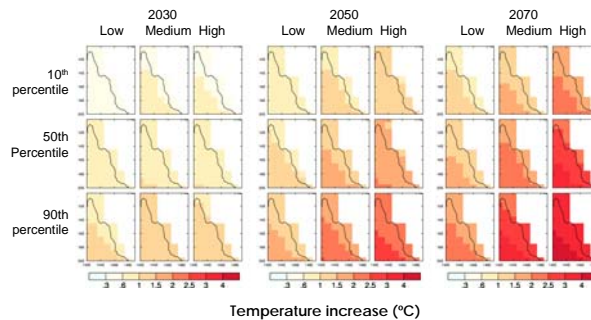 2030 2050 2070
Low Medium High Low Medium High Low Medium High
10th
percentile
50th
Percentile
90th
percentile
.3 .6 1 1.5 2 2.5 3 4 .3 .6 1 1.5 2 2.5 3 4 .3 .6 1 1.5 2 2.5 3 4
Temperature increase (ºC)